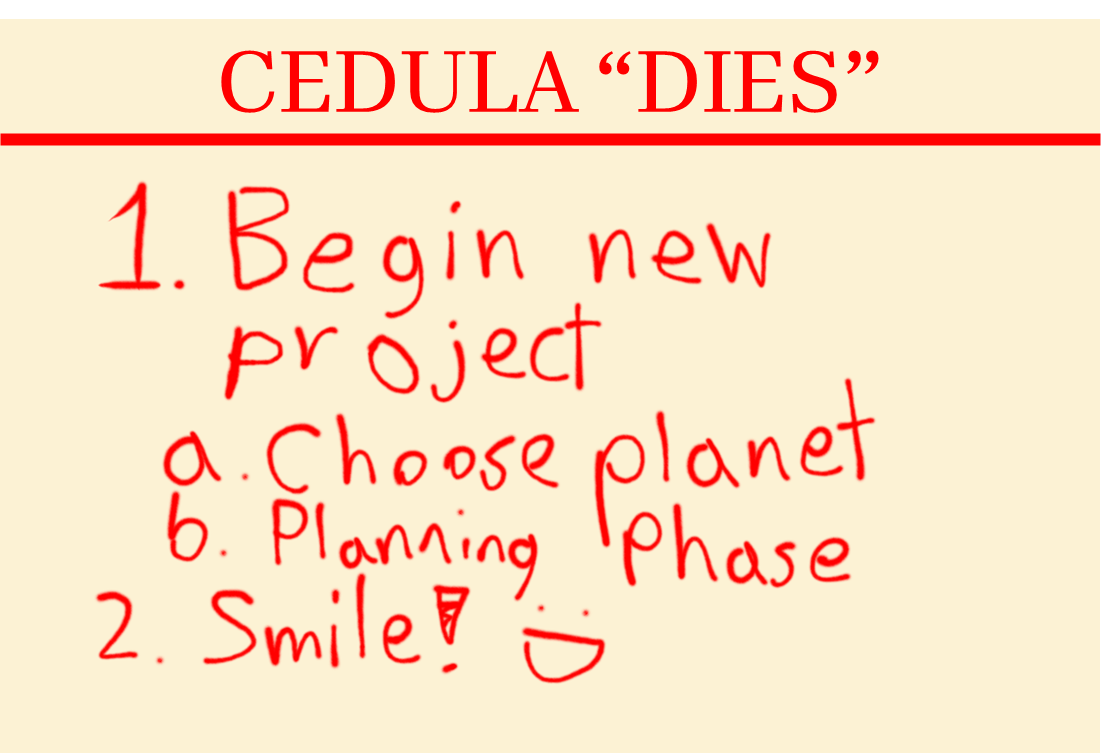 CEDULA “DIES”
1. Begin new
project
a. Choose planet
b. Planning phase
2. Smile!